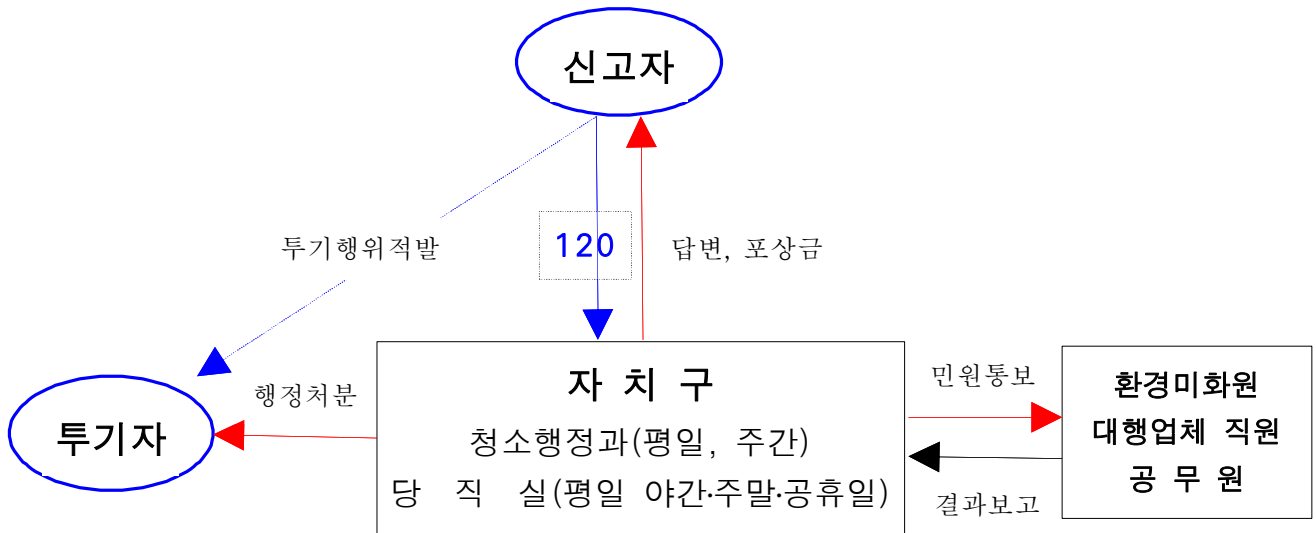 신고자
투기행위적발
120
답변, 포상금
자 치 구
청소행정과(평일, 주간)
당 직 실(평일 야간·주말·공휴일)
행정처분
투기자
민원통보
환경미화원
대행업체 직원
공 무 원
결과보고